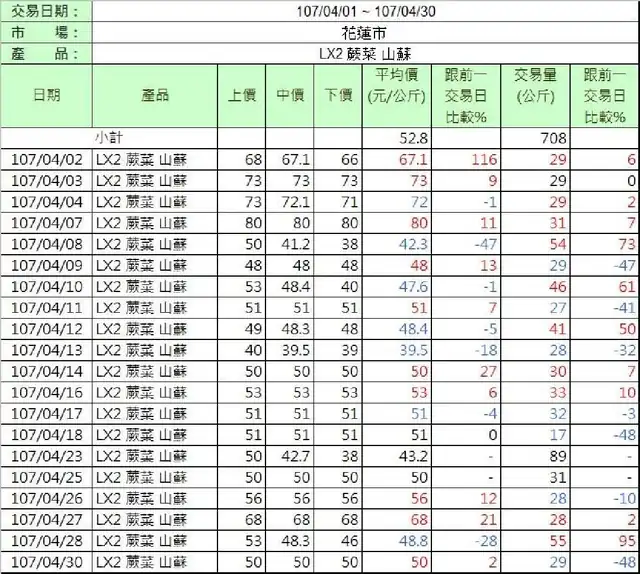 交易日期： 107/04/01 ~ 107/04/30
市 場： 花蓮市
產 品： LX2 蕨菜 山蘇
日期 產品 上價 中價 下價 平均價 (元/公斤) 跟前一交易日比較% 交易量 (公斤) 跟前一交易日比較%
小計 52.8 708
107/04/02 LX2 蕨菜 山蘇 68 67.1 66 67.1 116 29 6
107/04/03 LX2 蕨菜 山蘇 73 73 73 73 9 29 0
107/04/04 LX2 蕨菜 山蘇 73 72.1 71 72 -1 29 2
107/04/07 LX2 蕨菜 山蘇 80 80 80 80 11 31 7
107/04/08 LX2 蕨菜 山蘇 50 41.2 38 42.3 -47 54 73
107/04/09 LX2 蕨菜 山蘇 48 48 48 48 13 29 -47
107/04/10 LX2 蕨菜 山蘇 53 48.4 40 47.6 -1 46 61
107/04/11 LX2 蕨菜 山蘇 51 51 51 51 7 27 -41
107/04/12 LX2 蕨菜 山蘇 49 48.3 48 48.4 -5 41 50
107/04/13 LX2 蕨菜 山蘇 40 39.5 39 39.5 -18 28 -32
107/04/14 LX2 蕨菜 山蘇 50 50 50 50 27 30 7
107/04/16 LX2 蕨菜 山蘇 53 53 53 53 6 33 10
107/04/17 LX2 蕨菜 山蘇 51 51 51 51 -4 32 -3
107/04/18 LX2 蕨菜 山蘇 51 51 51 51 0 17 -48
107/04/23 LX2 蕨菜 山蘇 50 42.7 38 43.2 - 89 -
107/04/25 LX2 蕨菜 山蘇 50 50 50 50 - 31 -
107/04/26 LX2 蕨菜 山蘇 56 56 56 56 12 28 -10
107/04/27 LX2 蕨菜 山蘇 68 68 68 68 21 28 2
107/04/28 LX2 蕨菜 山蘇 53 48.3 46 48.8 -28 55 95
107/04/30 LX2 蕨菜 山蘇 50 50 50 50 2 29 -48